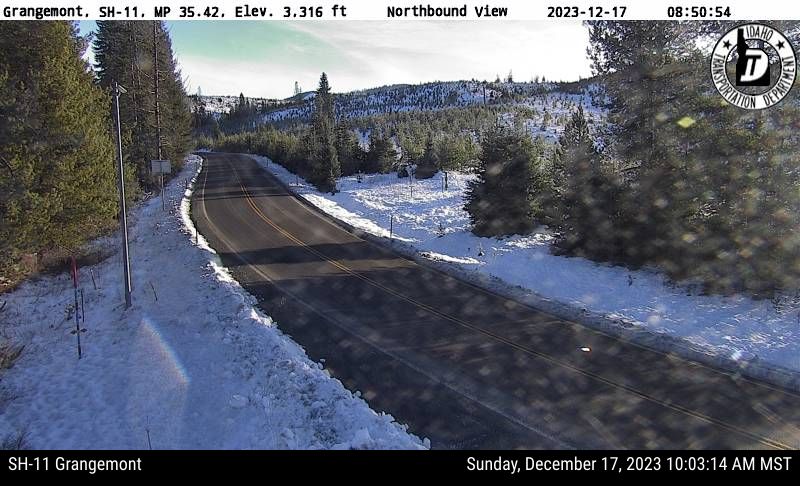 Grangemont, SH-11, MP 35.42, Elev. 3,316 ft Northbound View 2023-12-17 08:50:54
IDAHO TRANSPORTATION DEPARTMENT
SH-11 Grangemont Sunday, December 17, 2023 10:03:14 AM MST